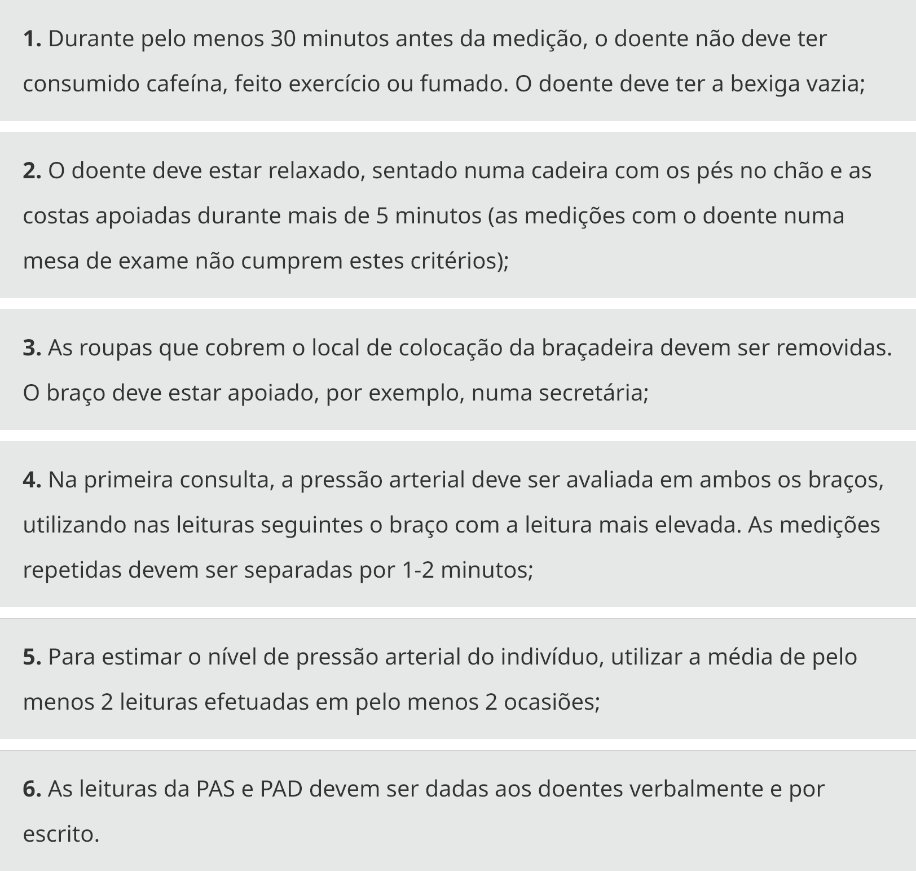 1. Durante pelo menos 30 minutos antes da medição, o doente não deve ter
consumido cafeína, feito exercício ou fumado. O doente deve ter a bexiga vazia;
2. O doente deve estar relaxado, sentado numa cadeira com os pés no chão e as
costas apoiadas durante mais de 5 minutos (as medições com o doente numa
mesa de exame não cumprem estes critérios);
3. As roupas que cobrem o local de colocação da braçadeira devem ser removidas.
O braço deve estar apoiado, por exemplo, numa secretária;
4. Na primeira consulta, a pressão arterial deve ser avaliada em ambos os braços,
utilizando nas leituras seguintes o braço com a leitura mais elevada. As medições
repetidas devem ser separadas por 1-2 minutos;
5. Para estimar o nível de pressão arterial do indivíduo, utilizar a média de pelo
menos 2 leituras efetuadas em pelo menos 2 ocasiões;
6. As leituras da PAS e PAD devem ser dadas aos doentes verbalmente e por
escrito.